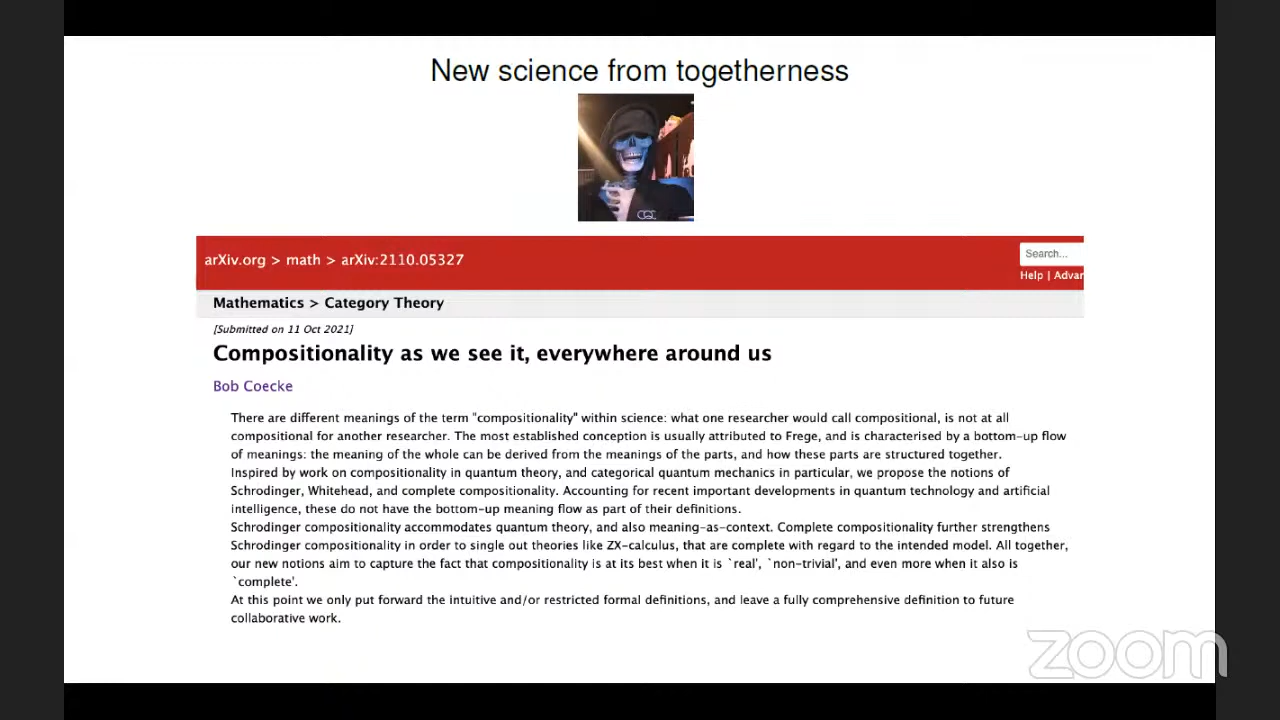 New science from togetherness
CQC
arXiv.org > math > arXiv:2110.05327
Search...
Help | Advan
Mathematics > Category Theory
[Submitted on 11 Oct 2021]
Compositionality as we see it, everywhere around us
Bob Coecke
There are different meanings of the term "compositionality" within science: what one researcher would call compositional, is not at all
compositional for another researcher. The most established conception is usually attributed to Frege, and is characterised by a bottom-up flow
of meanings: the meaning of the whole can be derived from the meanings of the parts, and how these parts are structured together.
Inspired by work on compositionality in quantum theory, and categorical quantum mechanics in particular, we propose the notions of
Schrodinger, Whitehead, and complete compositionality. Accounting for recent important developments in quantum technology and artificial
intelligence, these do not have the bottom-up meaning flow as part of their definitions.
Schrodinger compositionality accommodates quantum theory, and also meaning-as-context. Complete compositionality further strengthens
Schrodinger compositionality in order to single out theories like ZX-calculus, that are complete with regard to the intended model. All together,
our new notions aim to capture the fact that compositionality is at its best when it is `real', `non-trivial', and even more when it also is
`complete'.
At this point we only put forward the intuitive and/or restricted formal definitions, and leave a fully comprehensive definition to future
collaborative work.
zoom